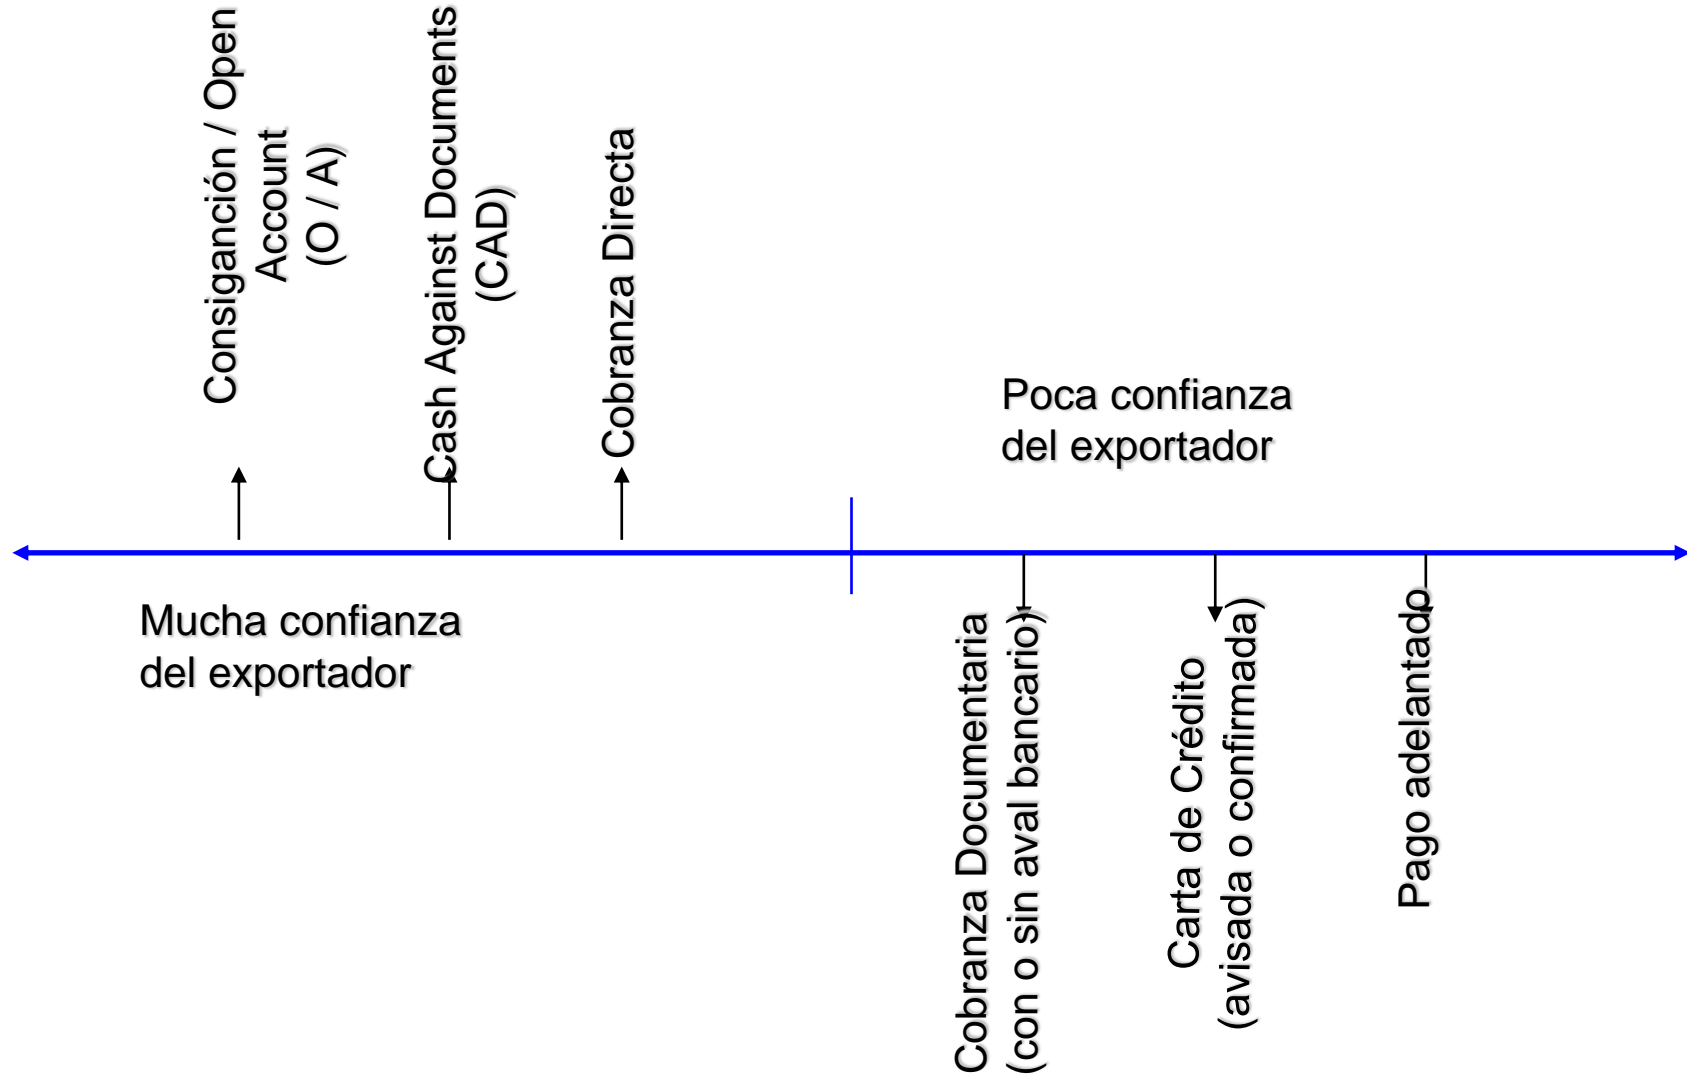 Consigación / Open
Account
(O / A)
Cash Against Documents
(CAD)
Cobranza Directa
Poca confianza
del exportador
Mucha confianza
del exportador
Cobranza Documentaria
(con o sin aval bancario)
Carta de Crédito
(avisada o confirmada)
Pago adelantado